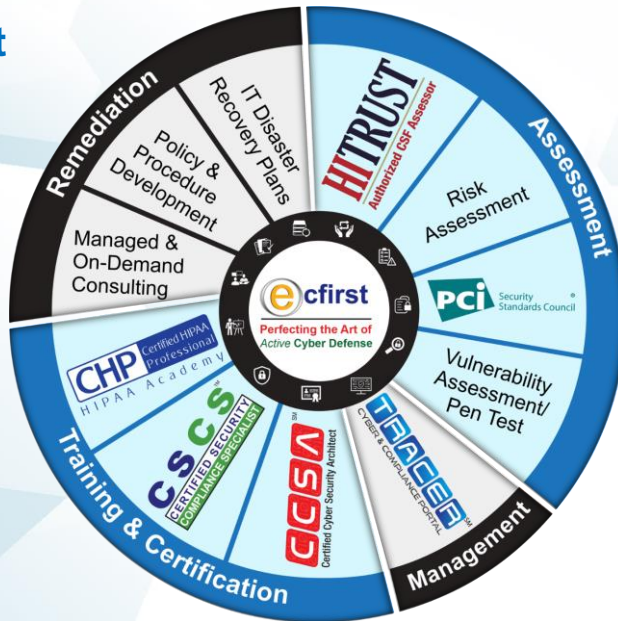 t
Remediation
IT Disaster
Recovery Plans
Policy &
Procedure
Development
Managed &
On-Demand
Consulting
Assessment
HITRUST
Authorized CSF Assessor
Risk
Assessment
PCi Security
Standards Council ®
Vulnerability
Assessment/
Pen Test
Management
TRACER SM
CYBER & COMPLIANCE PORTAL
Training & Certification
CCSA SM
Certified Cyber Security Architect
CSCS TM
CERTIFIED SECURITY
COMPLIANCE SPECIALIST
CHP Certified HIPAA
Professional
HIPAA Academy
ecfirst
Perfecting the Art of
Active Cyber Defense